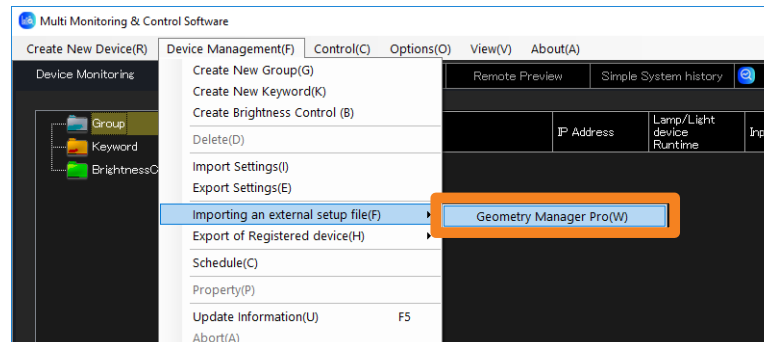 Multi Monitoring & Control Software
Create New Device(R) Device Management(F) Control(C) Options(O) View(V) About(A)
Device Monitoring Remote Preview Simple System history
Create New Group(G)
Create New Keyword(K)
Create Brightness Control (B)
Delete(D)
Import Settings(I)
Export Settings(E)
Importing an external setup file(F)
Geometry Manager Pro(W)
Export of Registered device(H)
Schedule(C)
Property(P)
Update Information(U) F5
Abort(A)
Group
Keyword
BrightnessC
IP Address
Lamp/Light
device
Runtime
Inp